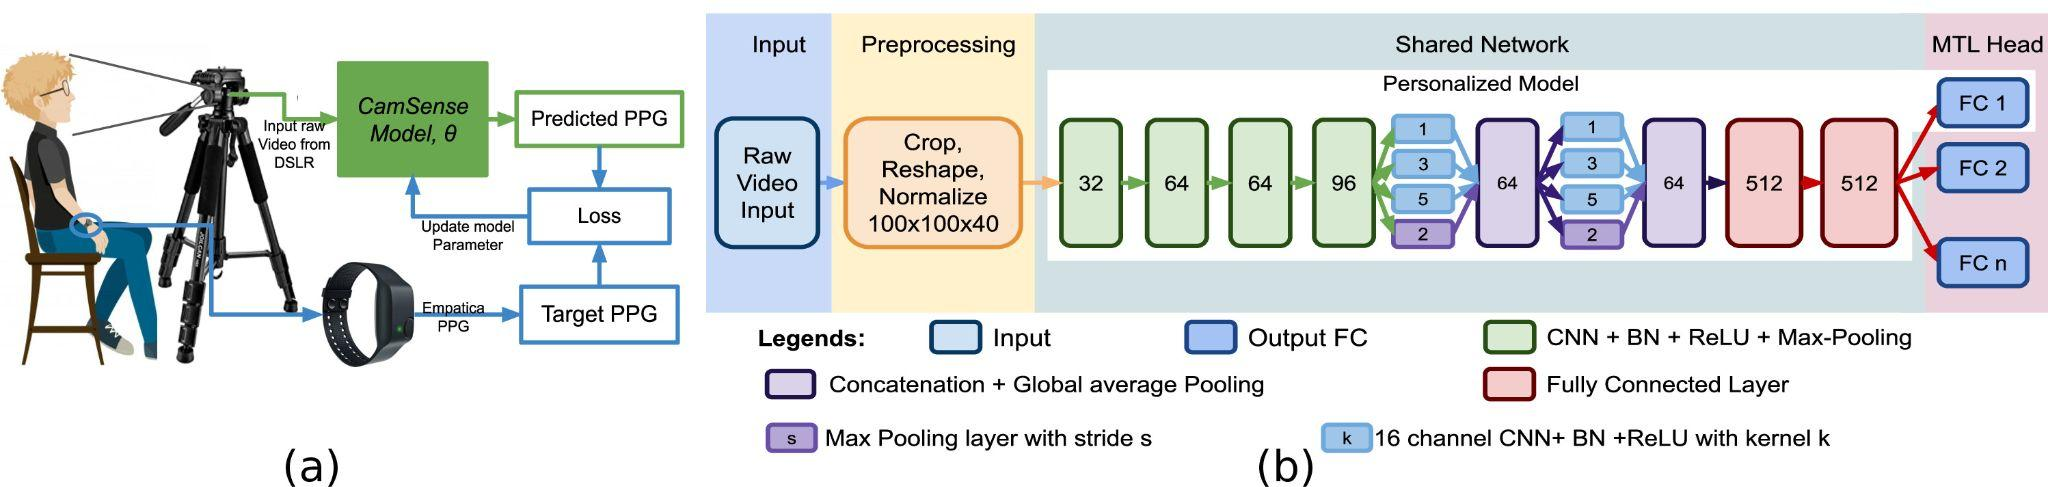 CamSense
Model, θ
Predicted PPG
Input raw
Video from
DSLR
Loss
Update model
Parameter
Empatica
PPG
Target PPG
(a)
Input
Preprocessing
Shared Network
MTL Head
Personalized Model
Raw
Video
Input
Crop,
Reshape,
Normalize
100x100x40
32
64
64
96
1
3
5
2
64
1
3
5
2
64
512
512
FC 1
FC 2
FC n
Legends:
Input
Output FC
CNN + BN + ReLU + Max-Pooling
Concatenation + Global average Pooling
Fully Connected Layer
s
Max Pooling layer with stride s
k
16 channel CNN+ BN +ReLU with kernel k
(b)